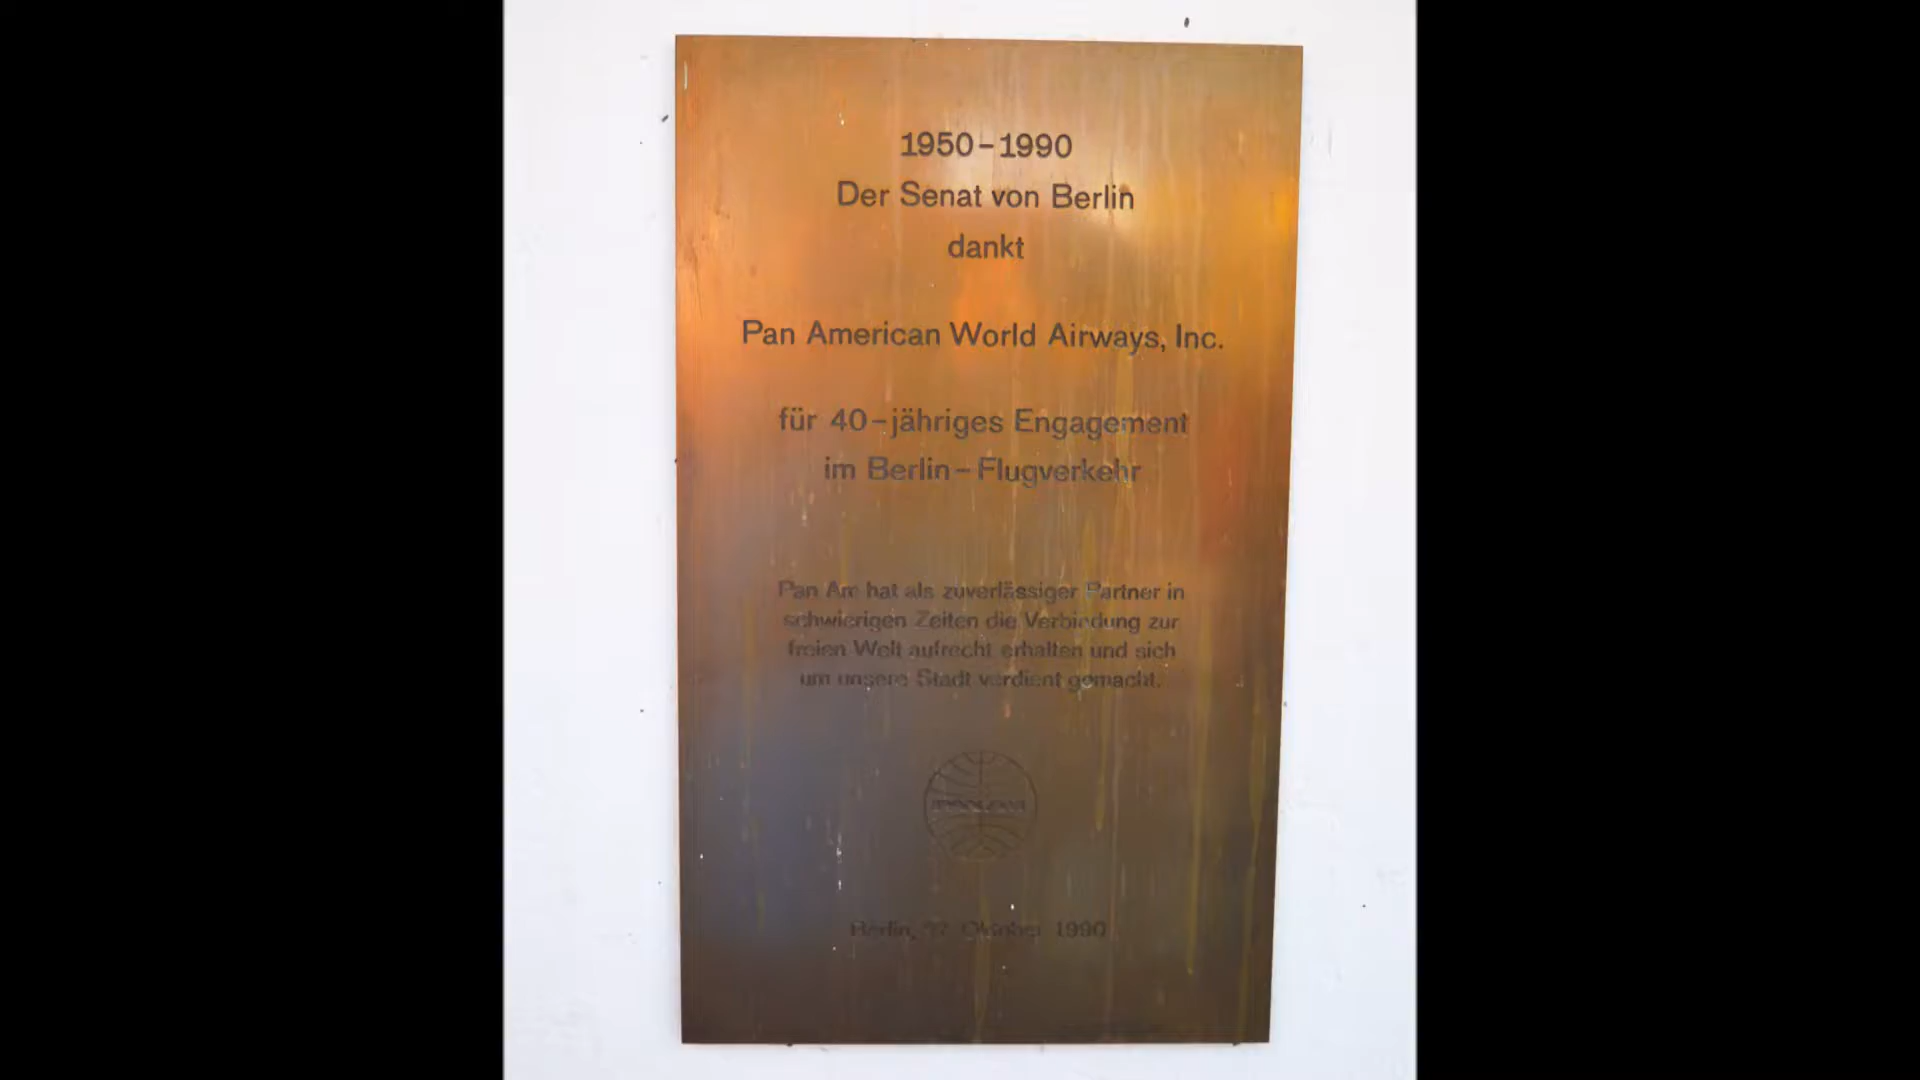 1950–1990
Der Senat von Berlin
dankt
Pan American World Airways, Inc.
für 40–jähriges Engagement
im Berlin–Flugverkehr
Pan Am hat als zuverlässiger Partner in
schwierigen Zeiten die Verbindung zur
freien Welt aufrecht erhalten und sich
um unsere Stadt verdient gemacht.
PAN AM
Berlin, Oktober 1990